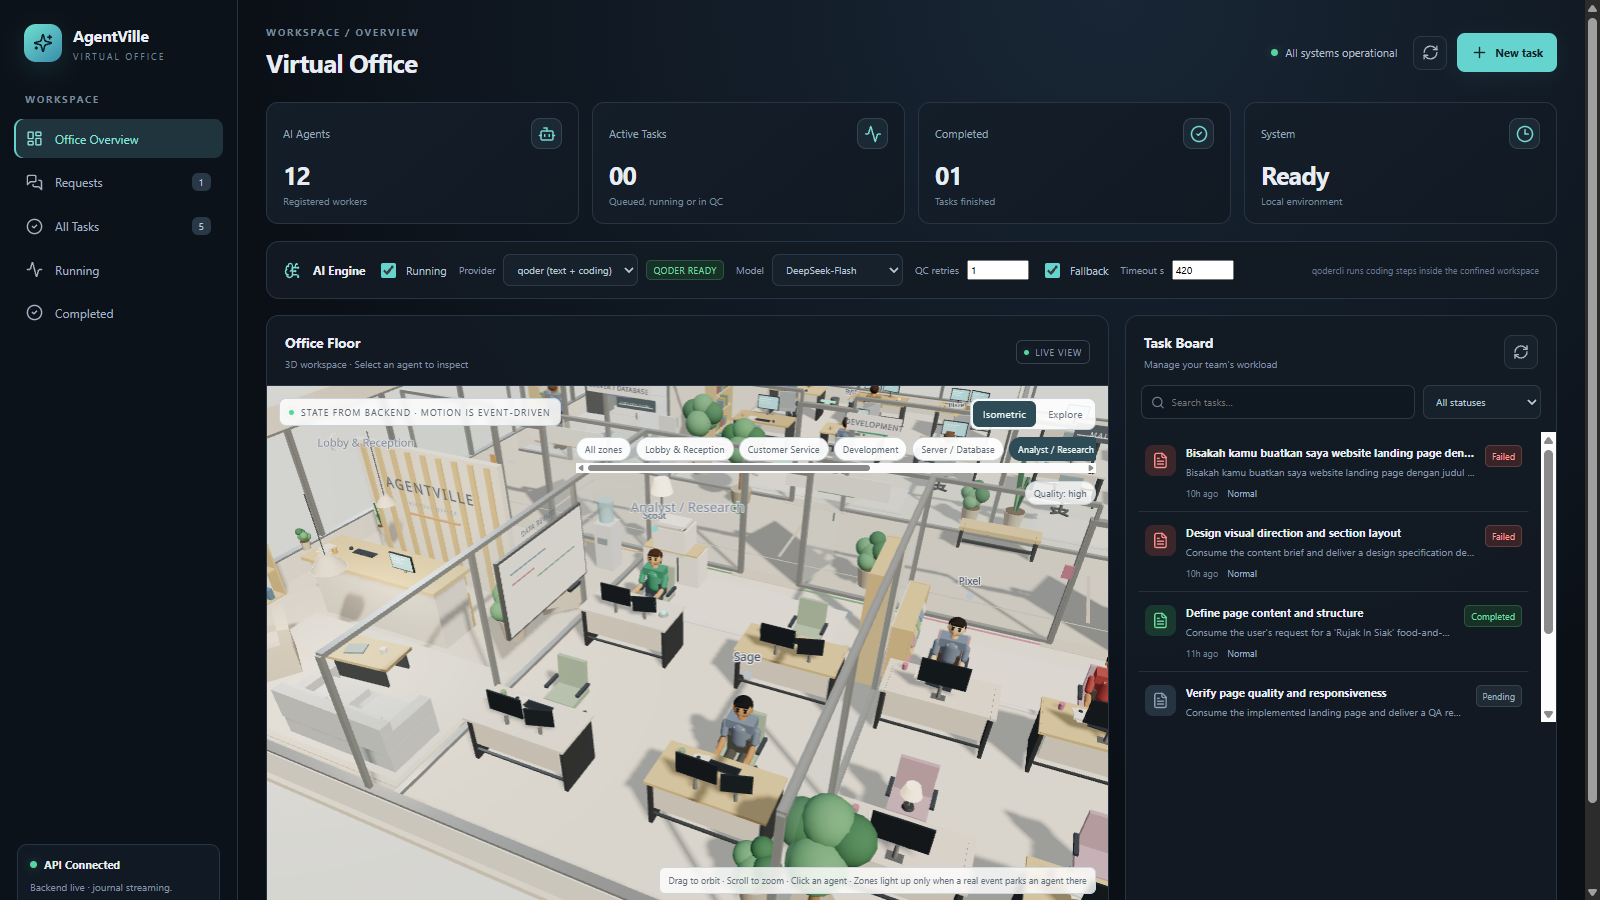 AgentVille
VIRTUAL OFFICE
WORKSPACE
Office Overview
Requests
1
All Tasks
5
Running
Completed
API Connected
Backend live · journal streaming.
WORKSPACE / OVERVIEW
Virtual Office
All systems operational
New task
AI Agents
12
Registered workers
Active Tasks
00
Queued, running or in QC
Completed
01
Tasks finished
System
Ready
Local environment
AI Engine
Running
Provider
qoder (text + coding)
QODER READY
Model
DeepSeek-Flash
QC retries
1
Fallback
Timeout s
420
qodercli runs coding steps inside the confined workspace
Office Floor
3D workspace · Select an agent to inspect
LIVE VIEW
STATE FROM BACKEND · MOTION IS EVENT-DRIVEN
Isometric
Explore
All zones
Lobby & Reception
Customer Service
Development
Server / Database
Analyst / Research
Quality: high
Lobby & Reception
DEVELOPMENT
AGENTVILLE
Analyst / Research
Scout
Pixel
Sage
Drag to orbit · Scroll to zoom · Click an agent · Zones light up only when a real event parks an agent there
Task Board
Manage your team's workload
Search tasks...
All statuses
Bisakah kamu buatkan saya website landing page den...
Failed
Bisakah kamu buatkan saya website landing page dengan judul ...
10h ago
Normal
Design visual direction and section layout
Failed
Consume the content brief and deliver a design specification de...
10h ago
Normal
Define page content and structure
Completed
Consume the user's request for a 'Rujak In Siak' food-and-...
11h ago
Normal
Verify page quality and responsiveness
Pending
Consume the implemented landing page and deliver a QA re...